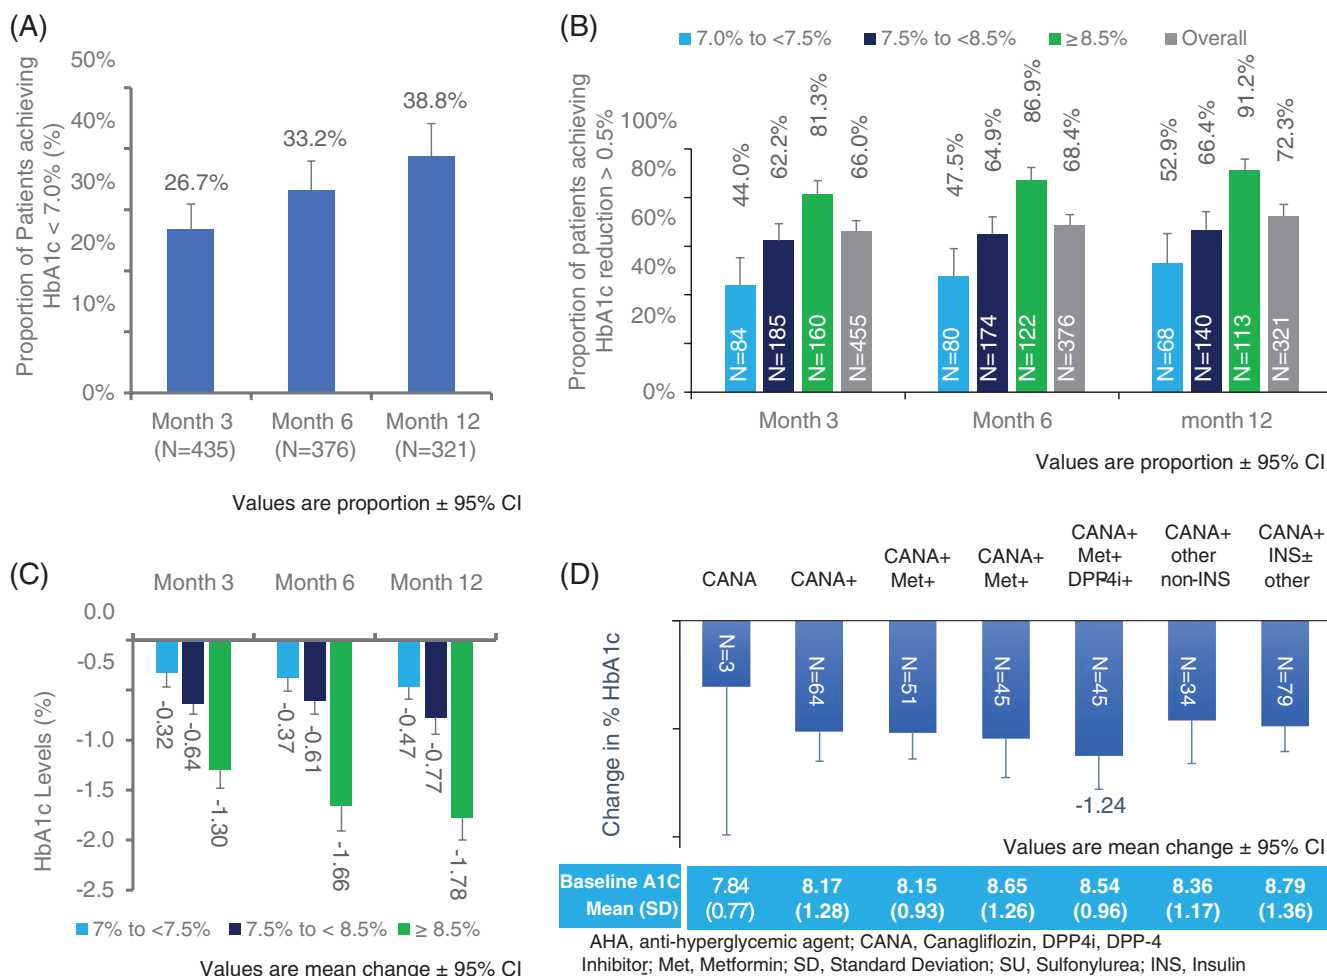 (A)
Proportion of Patients achieving
HbA1c < 7.0% (%)
50%
40%
30%
20%
10%
0%
26.7%
33.2%
38.8%
Month 3
(N=435)
Month 6
(N=376)
Month 12
(N=321)
Values are proportion ± 95% CI
(B)
7.0% to <7.5%
7.5% to <8.5%
≥8.5%
Overall
Proportion of patients achieving
HbA1c reduction > 0.5%
100%
80%
60%
40%
20%
0%
44.0%
62.2%
81.3%
66.0%
47.5%
64.9%
86.9%
68.4%
52.9%
66.4%
91.2%
72.3%
N=84
N=185
N=160
N=455
N=80
N=174
N=122
N=376
N=68
N=140
N=113
N=321
Month 3
Month 6
month 12
Values are proportion ± 95% CI
(C)
Month 3
Month 6
Month 12
HbA1c Levels (%)
0.0
-0.5
-1.0
-1.5
-2.0
-2.5
-0.32
-0.64
-1.30
-0.37
-0.61
-1.66
-0.47
-0.77
-1.78
7% to <7.5%
7.5% to < 8.5%
≥ 8.5%
Values are mean change ± 95% CI
(D)
CANA
CANA+
CANA+
Met+
CANA+
Met+
CANA+
Met+
DPP4i+
CANA+
other
non-INS
CANA+
INS±
other
Change in % HbA1c
N=3
N=64
N=51
N=45
N=45
N=34
N=79
-1.24
Values are mean change ± 95% CI
Baseline A1C 7.84 8.17 8.15 8.65 8.54 8.36 8.79
Mean (SD) (0.77) (1.28) (0.93) (1.26) (0.96) (1.17) (1.36)
AHA, anti-hyperglycemic agent; CANA, Canagliflozin, DPP4i, DPP-4
Inhibitor; Met, Metformin; SD, Standard Deviation; SU, Sulfonylurea; INS, Insulin